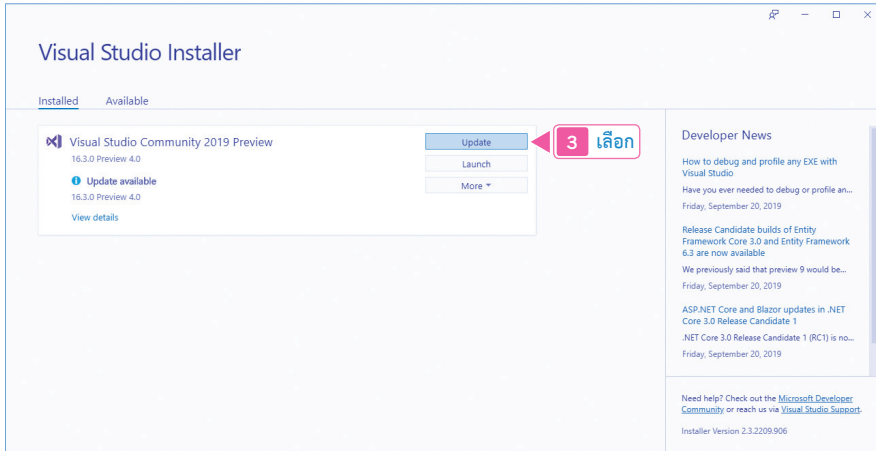 Visual Studio Installer
Installed Available
Visual Studio Community 2019 Preview
16.3.0 Preview 4.0
Update available
16.3.0 Preview 4.0
View details
Update
Launch
More
3 เลือก
Developer News
How to debug and profile any EXE with
Visual Studio
Have you ever needed to debug or profile an...
Friday, September 20, 2019
Release Candidate builds of Entity
Framework Core 3.0 and Entity Framework
6.3 are now available
We previously said that preview 9 would be...
Friday, September 20, 2019
ASP.NET Core and Blazor updates in .NET
Core 3.0 Release Candidate 1
.NET Core 3.0 Release Candidate 1 (RC1) is no...
Friday, September 20, 2019
Need help? Check out the Microsoft Developer
Community or reach us via Visual Studio Support.
Installer Version 2.3.2209.906